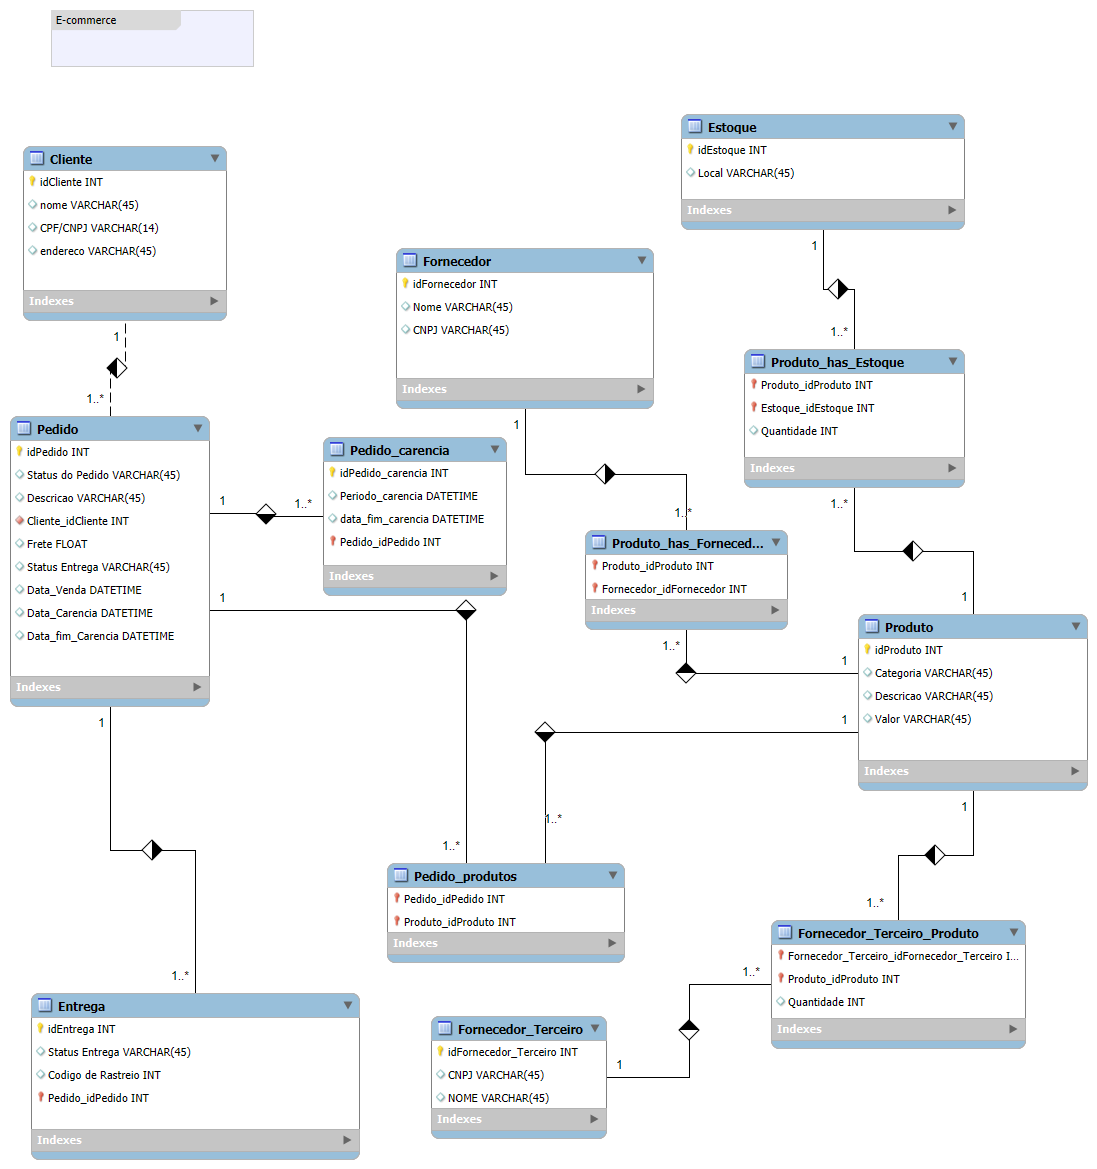 E-commerce
Cliente
idCliente INT
nome VARCHAR(45)
CPF/CNPJ VARCHAR(14)
endereco VARCHAR(45)
Indexes
1
1..*
Pedido
idPedido INT
Status do Pedido VARCHAR(45)
Descricao VARCHAR(45)
Cliente_idCliente INT
Frete FLOAT
Status Entrega VARCHAR(45)
Data_Venda DATETIME
Data_Carencia DATETIME
Data_fim_Carencia DATETIME
Indexes
1
1..*
1
1..*
1
1..*
Pedido_carencia
idPedido_carencia INT
Periodo_carencia DATETIME
data_fim_carencia DATETIME
Pedido_idPedido INT
Indexes
Fornecedor
idFornecedor INT
Nome VARCHAR(45)
CNPJ VARCHAR(45)
Indexes
1
1..*
Estoque
idEstoque INT
Local VARCHAR(45)
Indexes
1
1..*
Produto_has_Estoque
Produto_idProduto INT
Estoque_idEstoque INT
Quantidade INT
Indexes
1..*
1
Produto_has_Forneced...
Produto_idProduto INT
Fornecedor_idFornecedor INT
Indexes
1..*
1
Produto
idProduto INT
Categoria VARCHAR(45)
Descricao VARCHAR(45)
Valor VARCHAR(45)
Indexes
1
1..*
1
1..*
Pedido_produtos
Pedido_idPedido INT
Produto_idProduto INT
Indexes
Fornecedor_Terceiro_Produto
Fornecedor_Terceiro_idFornecedor_Terceiro I...
Produto_idProduto INT
Quantidade INT
Indexes
1..*
1
Entrega
idEntrega INT
Status Entrega VARCHAR(45)
Codigo de Rastreio INT
Pedido_idPedido INT
Indexes
Fornecedor_Terceiro
idFornecedor_Terceiro INT
CNPJ VARCHAR(45)
NOME VARCHAR(45)
Indexes